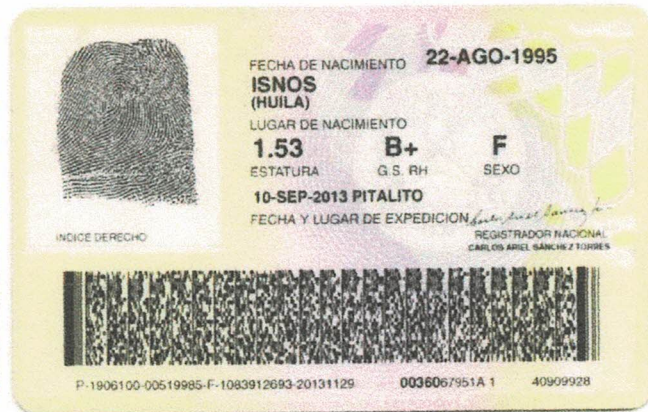 FECHA DE NACIMIENTO 22-AGO-1995
ISNOS
(HUILA)
LUGAR DE NACIMIENTO
1.53 B+ F
ESTATURA G.S. RH SEXO
10-SEP-2013 PITALITO
FECHA Y LUGAR DE EXPEDICION
INDICE DERECHO
REGISTRADOR NACIONAL
CARLOS ARIEL SÁNCHEZ TORRES
P-1906100-00519985-F-1083912693-20131129 0036067951A 1 40909928